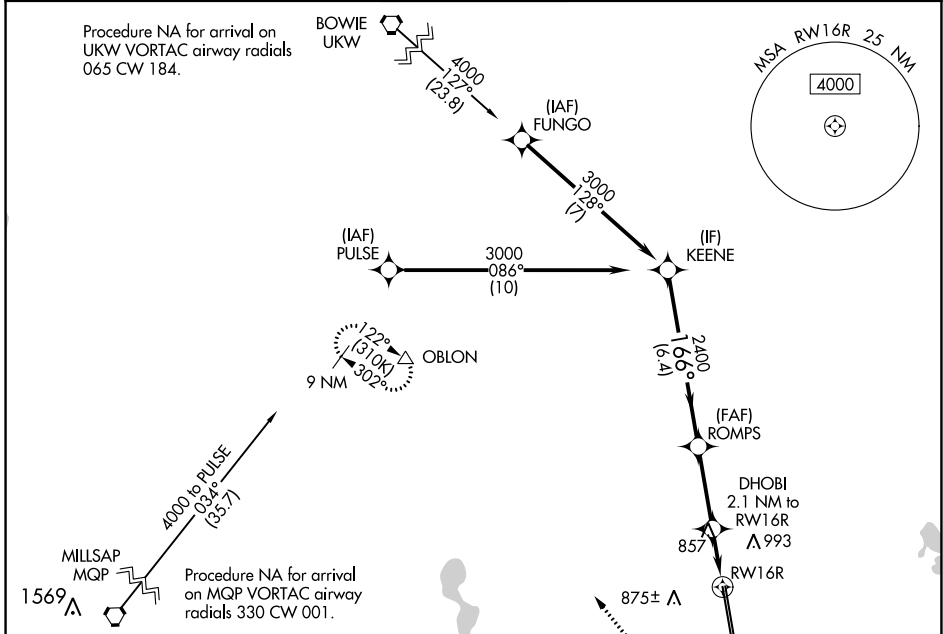 Procedure NA for arrival on
UKW VORTAC airway radials
065 CW 184.
BOWIE
UKW
4000
127°
(23.8)
(IAF)
FUNGO
MSA RW16R 25 NM
4000
3000
128°
(7)
(IAF)
PULSE
3000
086°
(10)
(IF)
KEENE
122°
(310K)
302°
OBLON
9 NM
2400
166°
(6.4)
(FAF)
ROMPS
4000 to PULSE
034°
(35.7)
DHOBI
2.1 NM to
RW16R
857
993
MILLSAP
MQP
1569
Procedure NA for arrival
on MQP VORTAC airway
radials 330 CW 001.
RW16R
875±